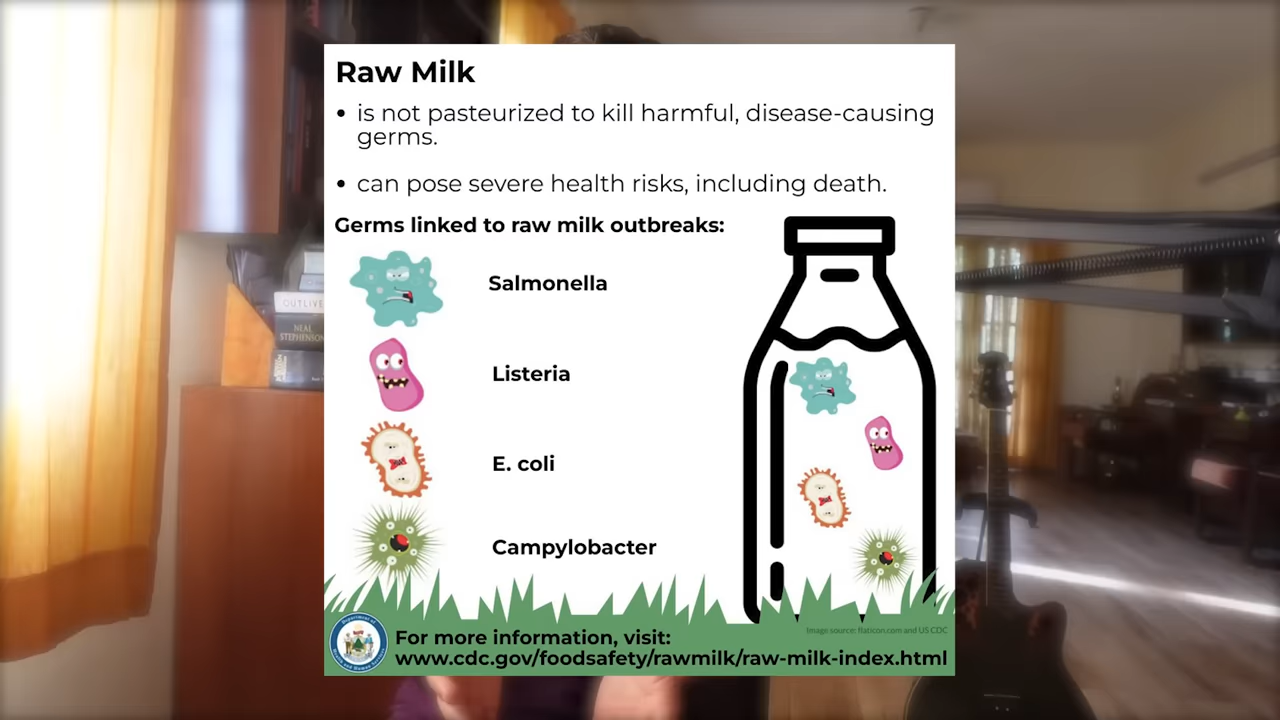 Raw Milk
• is not pasteurized to kill harmful, disease-causing
germs.
• can pose severe health risks, including death.
Germs linked to raw milk outbreaks:
Salmonella
Listeria
E. coli
Campylobacter
Image source: flaticon.com and US CDC
For more information, visit:
www.cdc.gov/foodsafety/rawmilk/raw-milk-index.html
OUTLIVE
NEAL
STEPHENSON